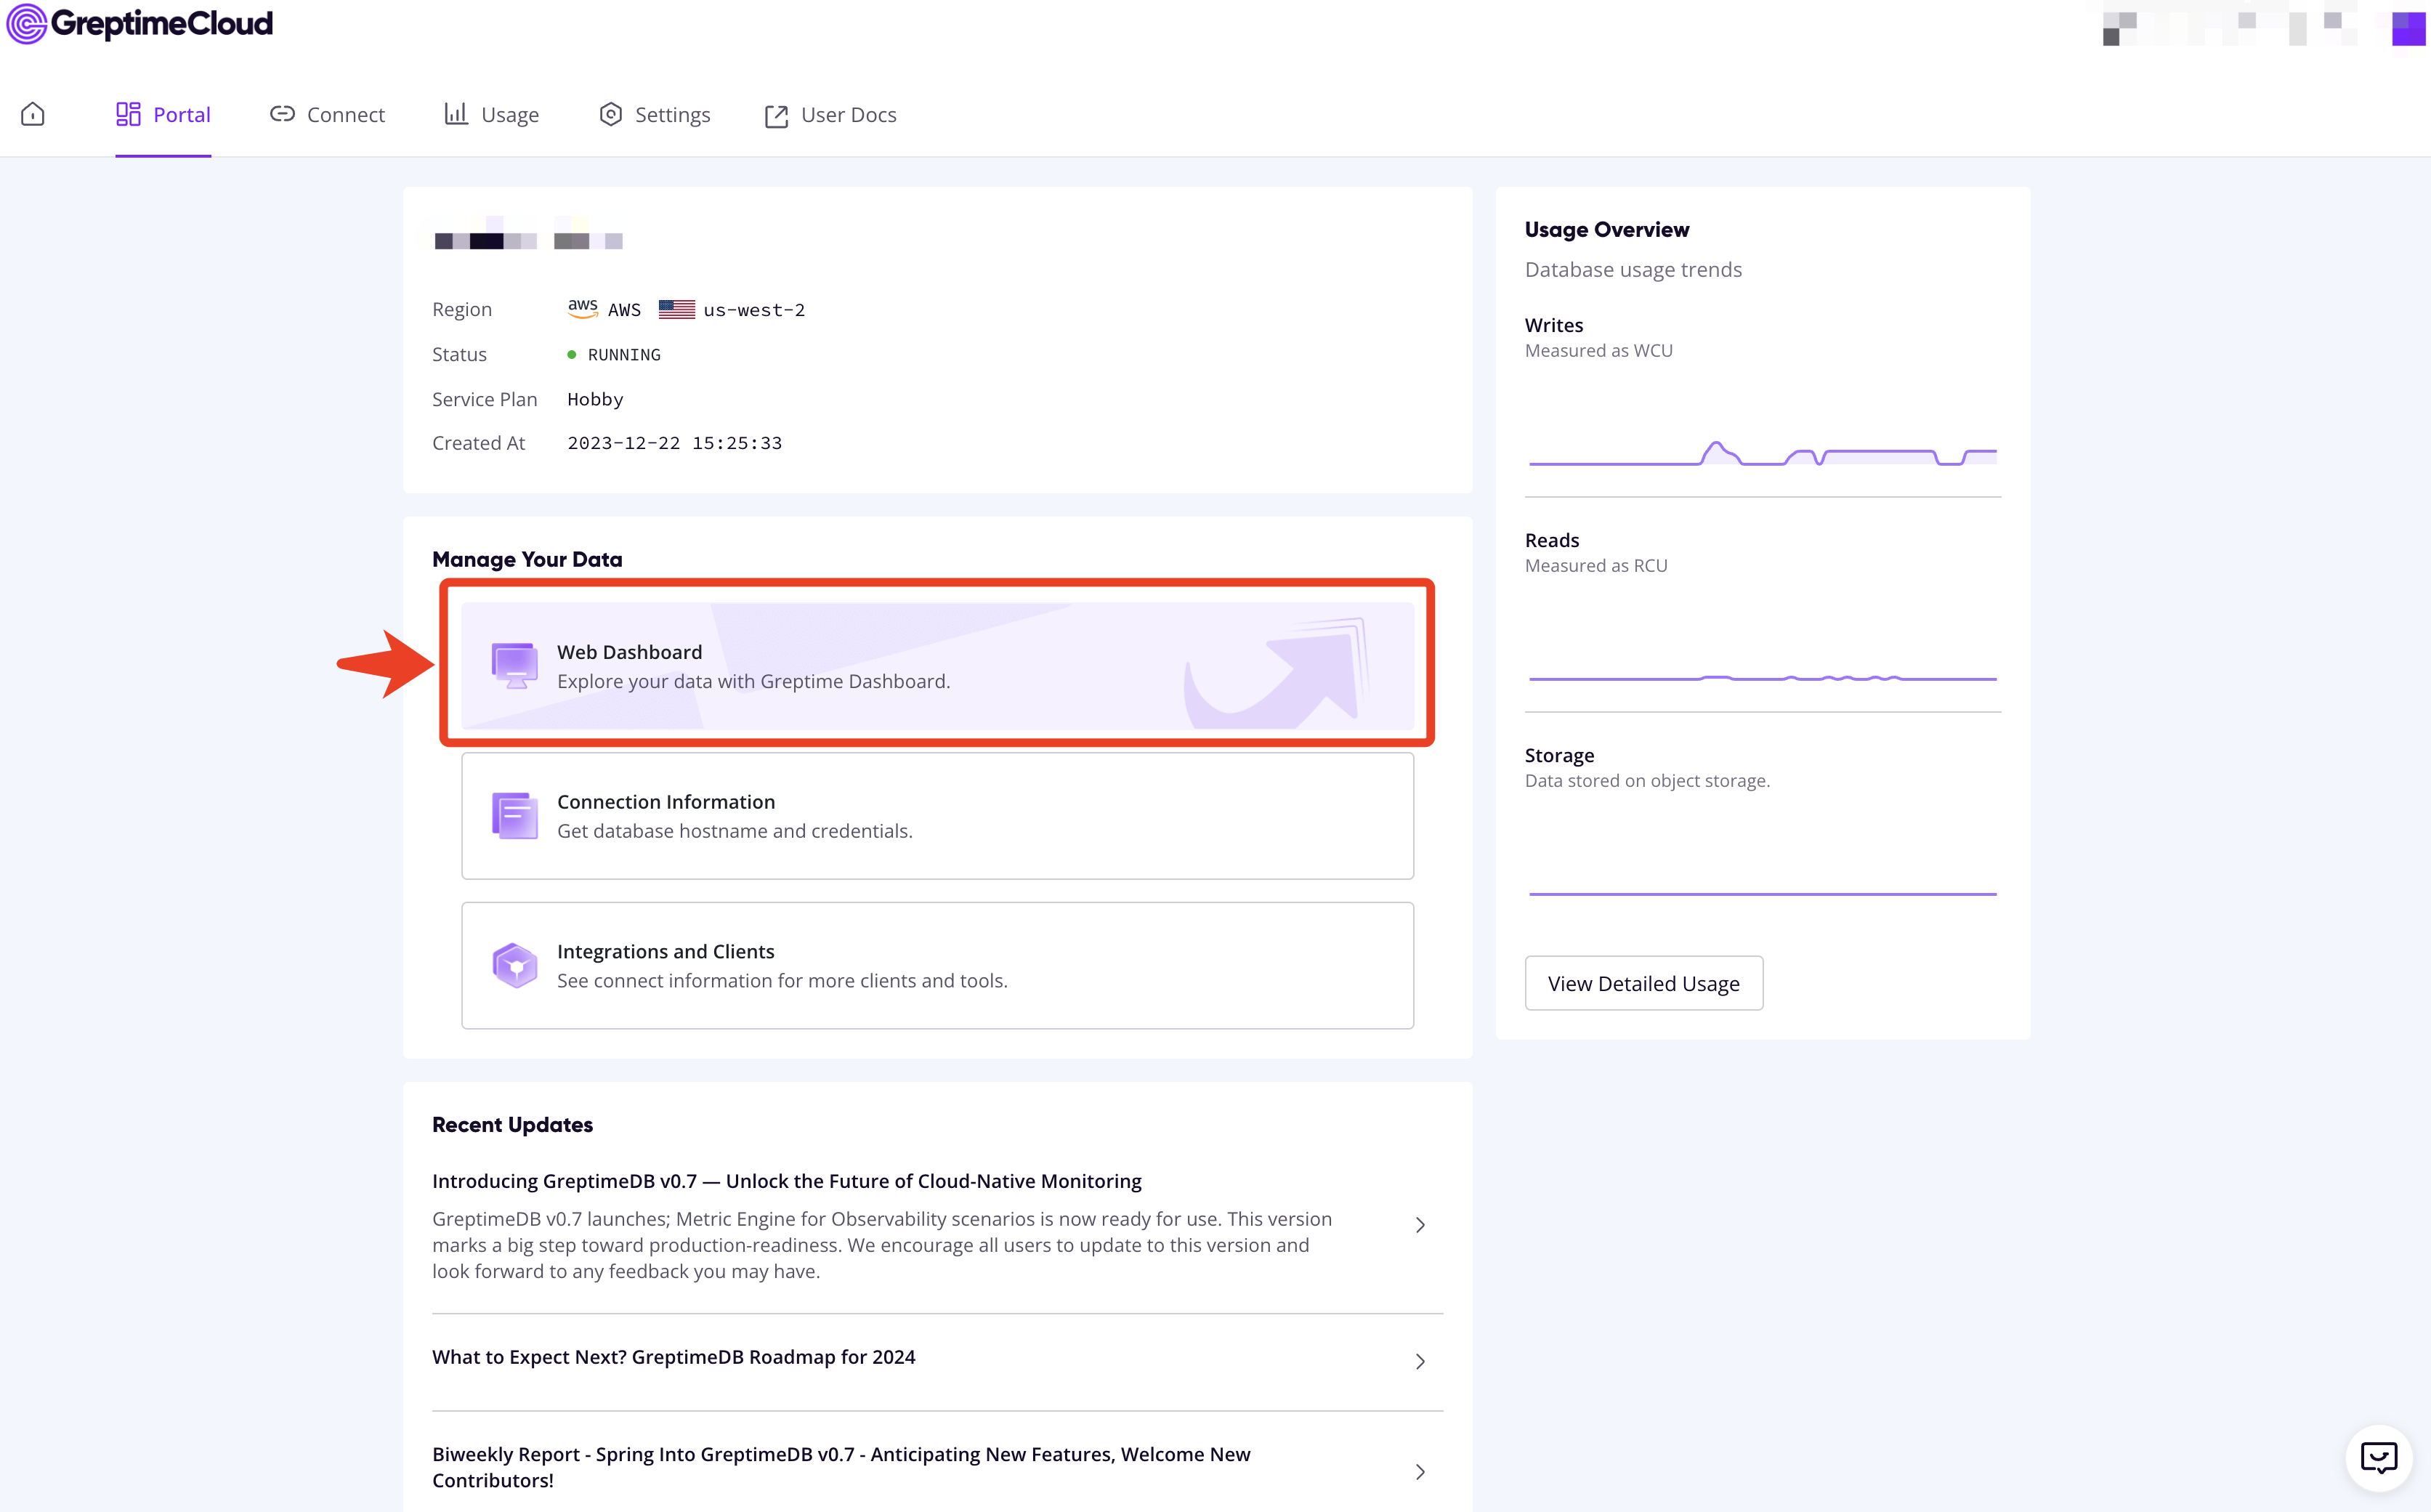 GreptimeCloud
Portal
Connect
Usage
Settings
User Docs
Region
aws AWS us-west-2
Status
RUNNING
Service Plan
Hobby
Created At
2023-12-22 15:25:33
Manage Your Data
Web Dashboard
Explore your data with Greptime Dashboard.
Connection Information
Get database hostname and credentials.
Integrations and Clients
See connect information for more clients and tools.
Recent Updates
Introducing GreptimeDB v0.7 — Unlock the Future of Cloud-Native Monitoring
GreptimeDB v0.7 launches; Metric Engine for Observability scenarios is now ready for use. This version
marks a big step toward production-readiness. We encourage all users to update to this version and
look forward to any feedback you may have.
What to Expect Next? GreptimeDB Roadmap for 2024
Biweekly Report - Spring Into GreptimeDB v0.7 - Anticipating New Features, Welcome New
Contributors!
Usage Overview
Database usage trends
Writes
Measured as WCU
Reads
Measured as RCU
Storage
Data stored on object storage.
View Detailed Usage